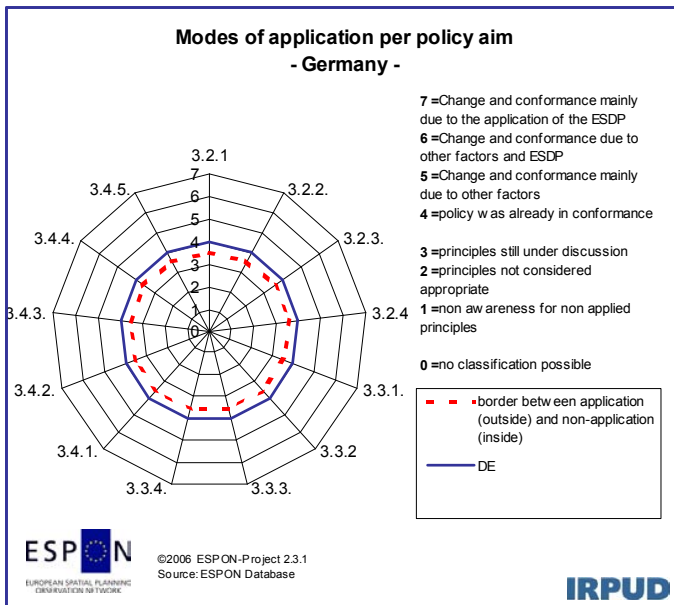 Modes of application per policy aim
- Germany -
7 =Change and conformance mainly
due to the application of the ESDP
6 =Change and conformance due to
other factors and ESDP
5 =Change and conformance mainly
due to other factors
4 =policy w as already in conformance
3 =principles still under discussion
2 =principles not considered
appropriate
1 =non aw areness for non applied
principles
0 =no classification possible
3.2.1
3.2.2.
3.2.3.
3.2.4
3.3.1.
3.3.2
3.3.3.
3.3.4.
3.4.1.
3.4.2.
3.4.3.
3.4.4.
3.4.5.
7
6
5
4
3
2
1
0
border between application
(outside) and non-application
(inside)
DE
ESPON
EUROPEAN SPATIAL PLANNING
OBSERVATION NETWORK
©2006 ESPON-Project 2.3.1
Source: ESPON Database
IRPUD